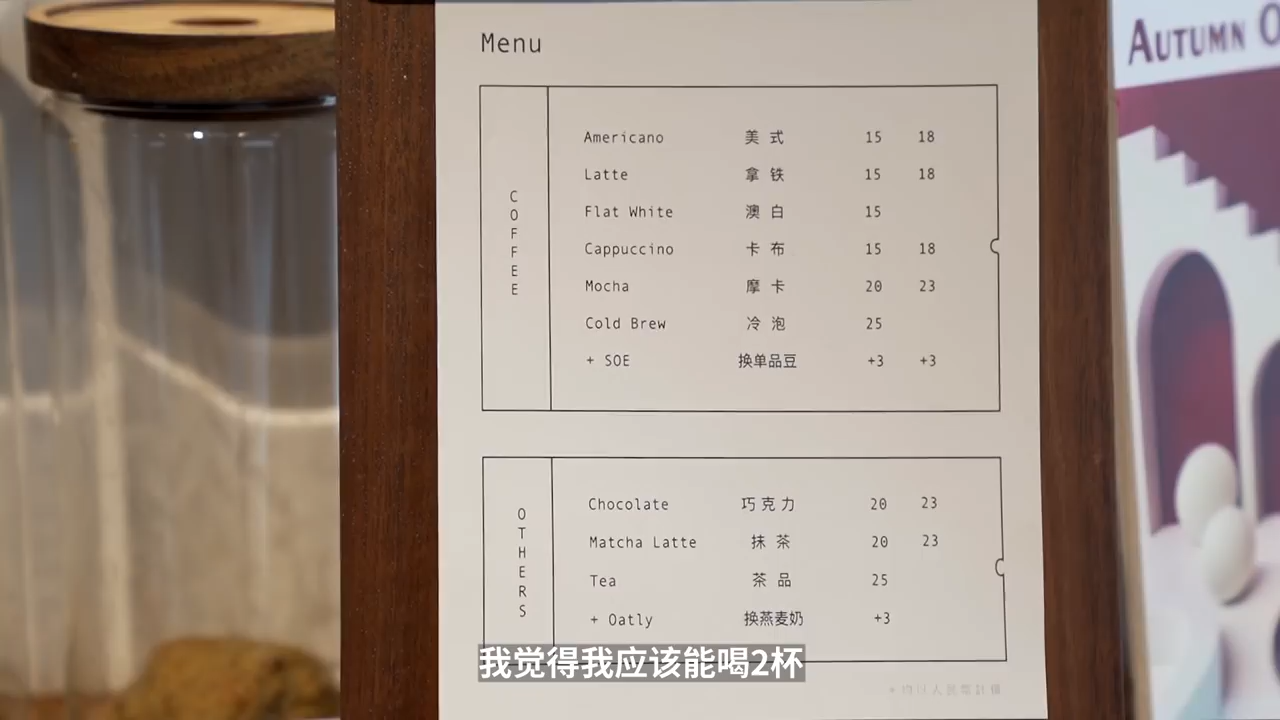 Menu
AUTUMN O
COFFEE
Americano 美式 15 18
Latte 拿铁 15 18
Flat White 澳白 15
Cappuccino 卡布 15 18
Mocha 摩卡 20 23
Cold Brew 冷泡 25
+ SOE 换单品豆 +3 +3
OTHERS
Chocolate 巧克力 20 23
Matcha Latte 抹茶 20 23
Tea 茶品 25
+ Oatly 换燕麦奶 +3
我觉得我应该能喝2杯